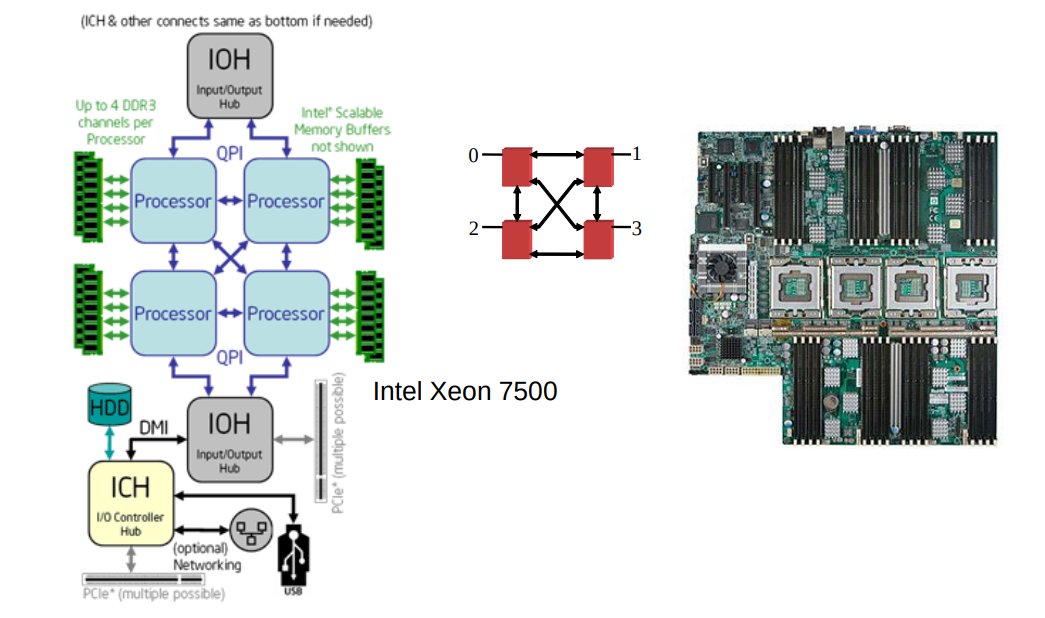 (ICH & other connects same as bottom if needed)
IOH
Input/Output
Hub
Up to 4 DDR3
channels per
Processor
Intel* Scalable
Memory Buffers
not shown
QPI
Processor
Processor
Processor
Processor
QPI
0
1
2
3
Intel Xeon 7500
HDD
DMI
IOH
Input/Output
Hub
PCIe* (multiple possible)
ICH
I/O Controller
Hub
(optional)
Networking
USB
PCIe* (multiple possible)